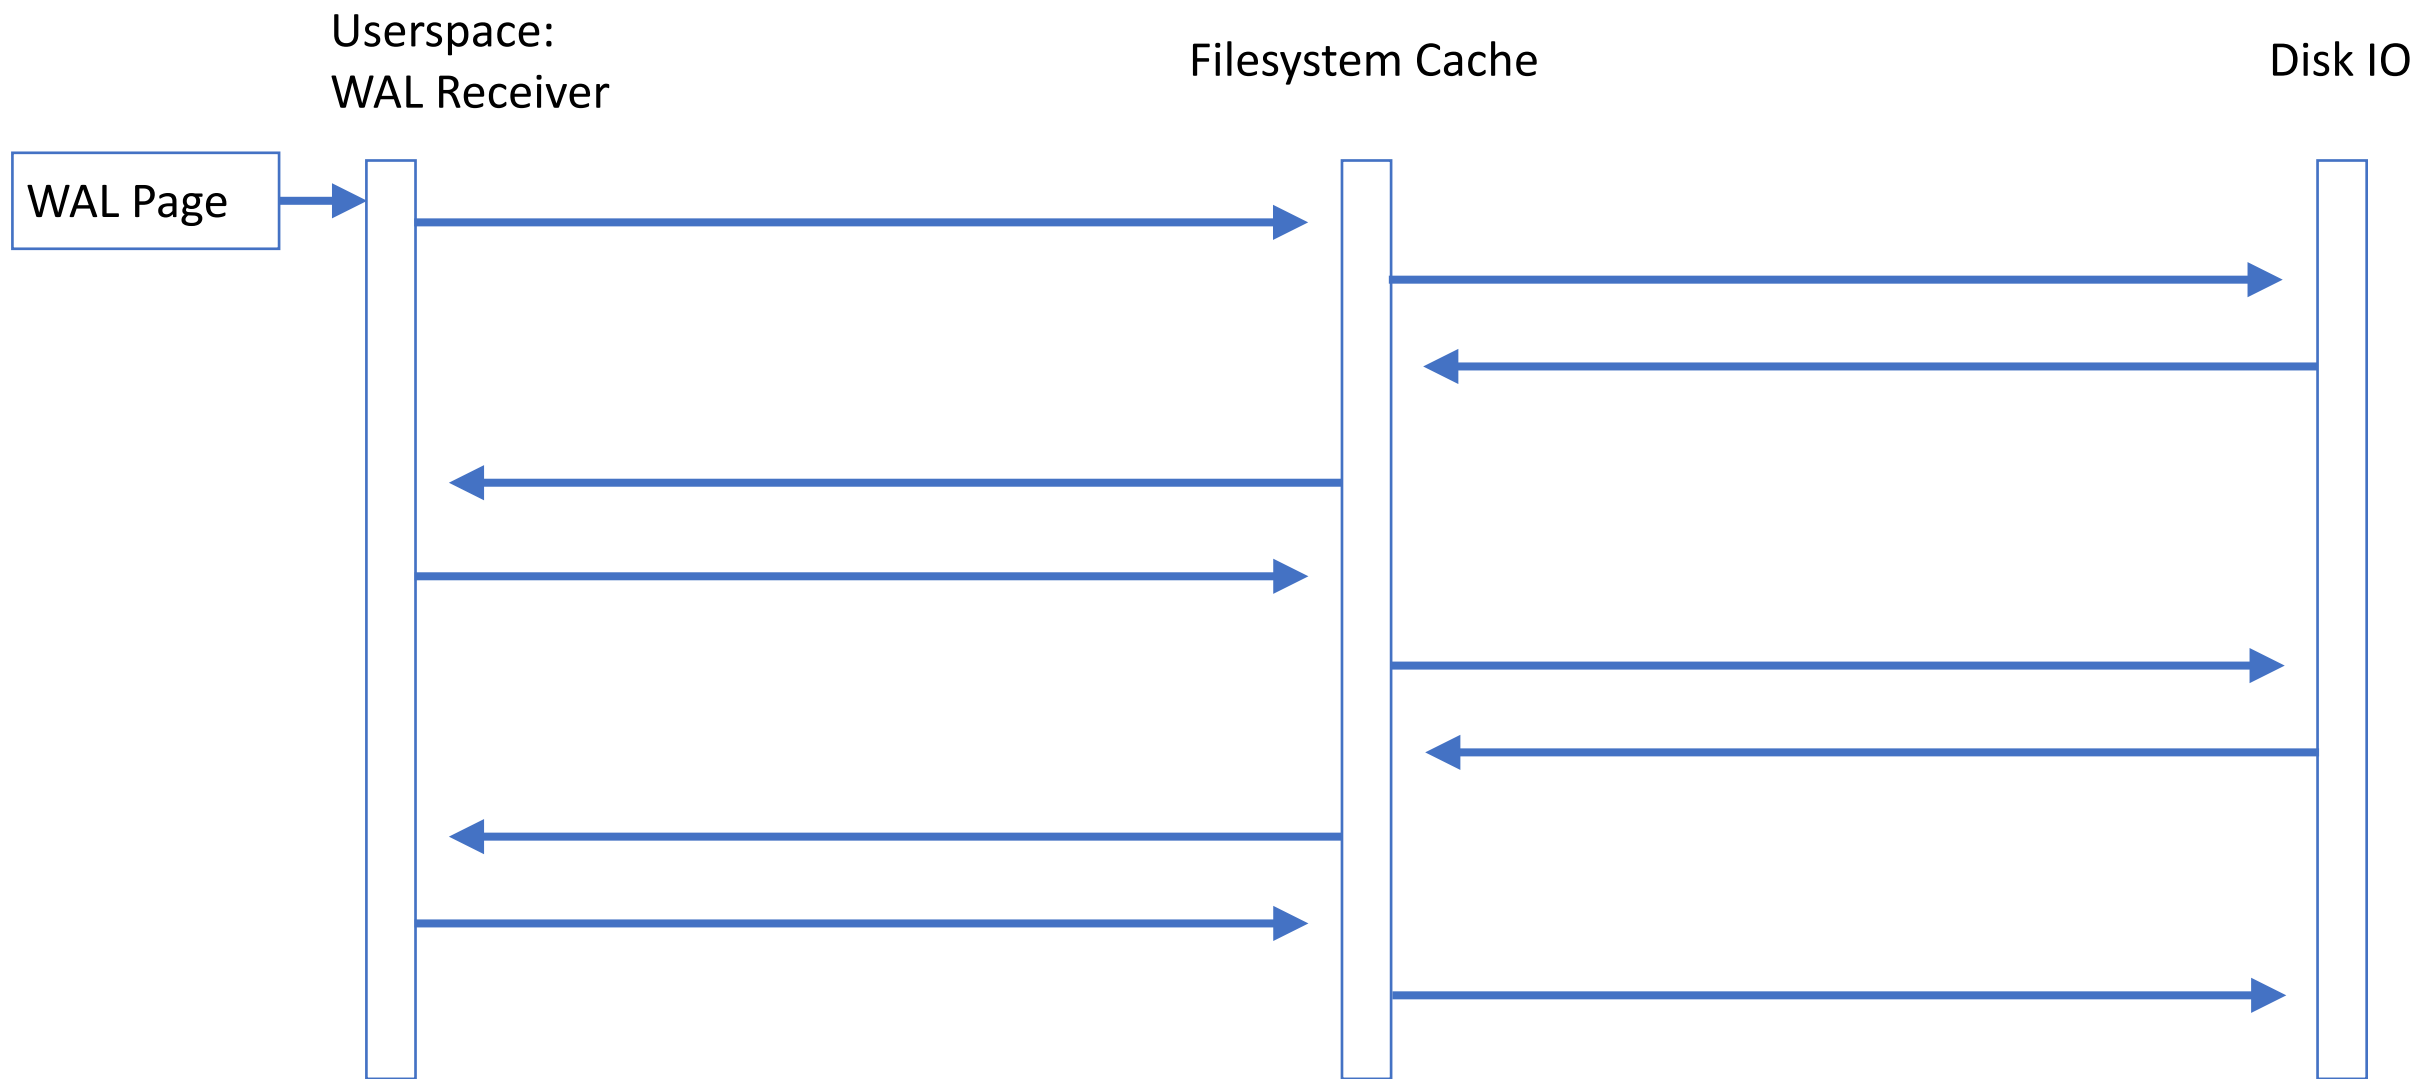 Userspace:
WAL Receiver
Filesystem Cache
Disk IO
WAL Page